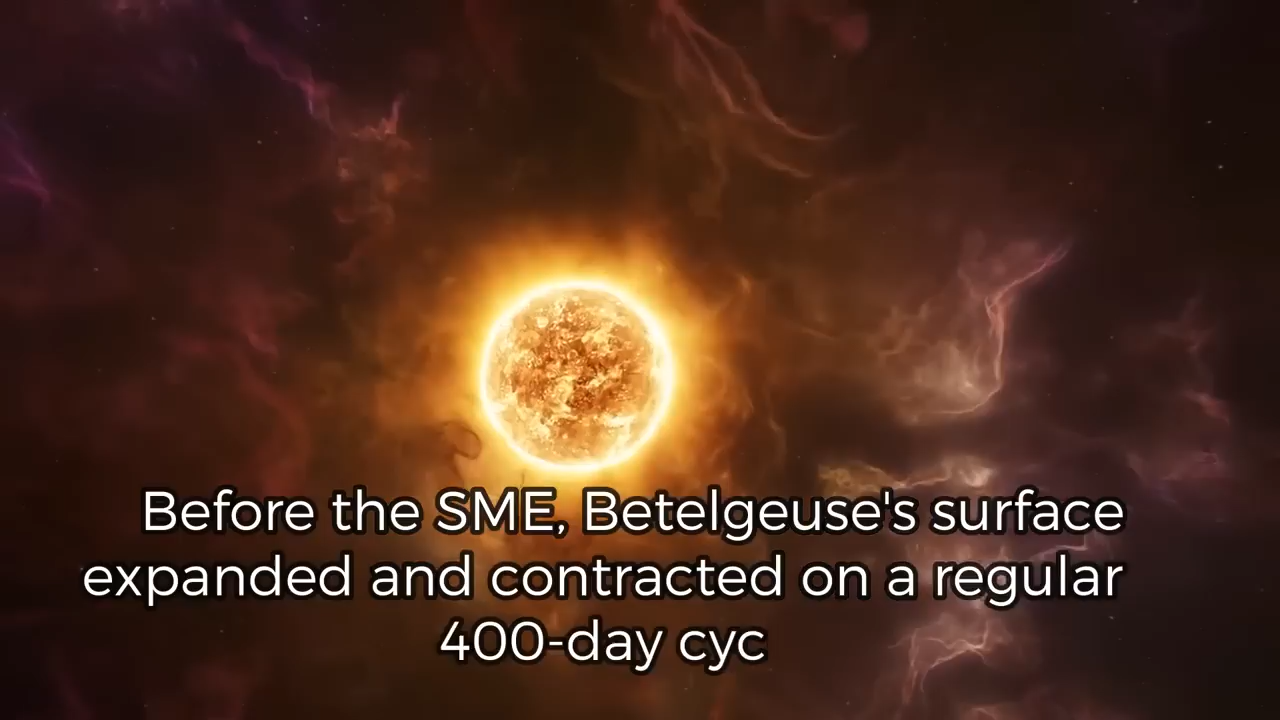 Before the SME, Betelgeuse's surface
expanded and contracted on a regular
400-day cyc